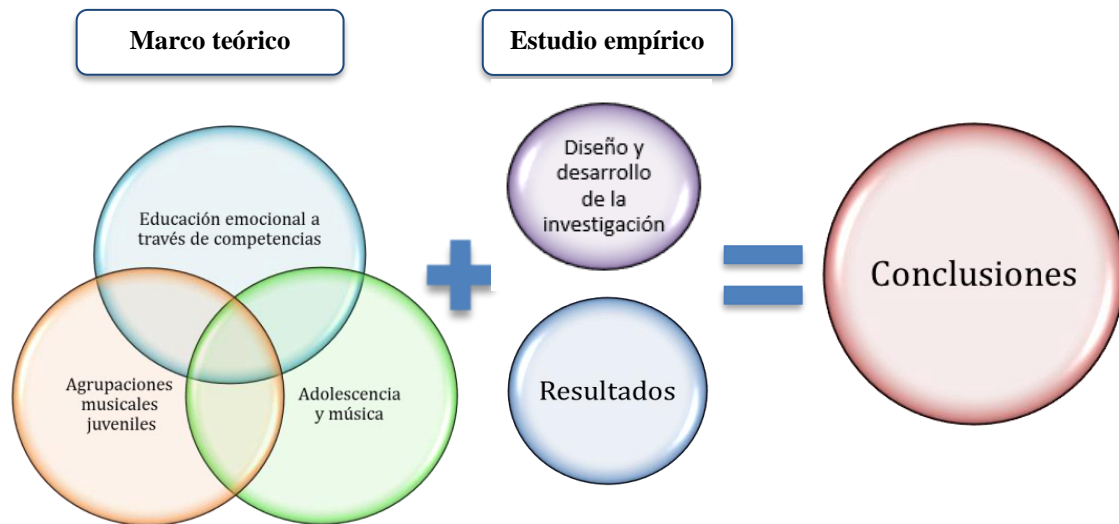 Marco teórico
Estudio empírico
Educación emocional a
través de competencias
Agrupaciones
musicales
juveniles
Adolescencia
y música
Diseño y
desarrollo
de la
investigación
Resultados
Conclusiones